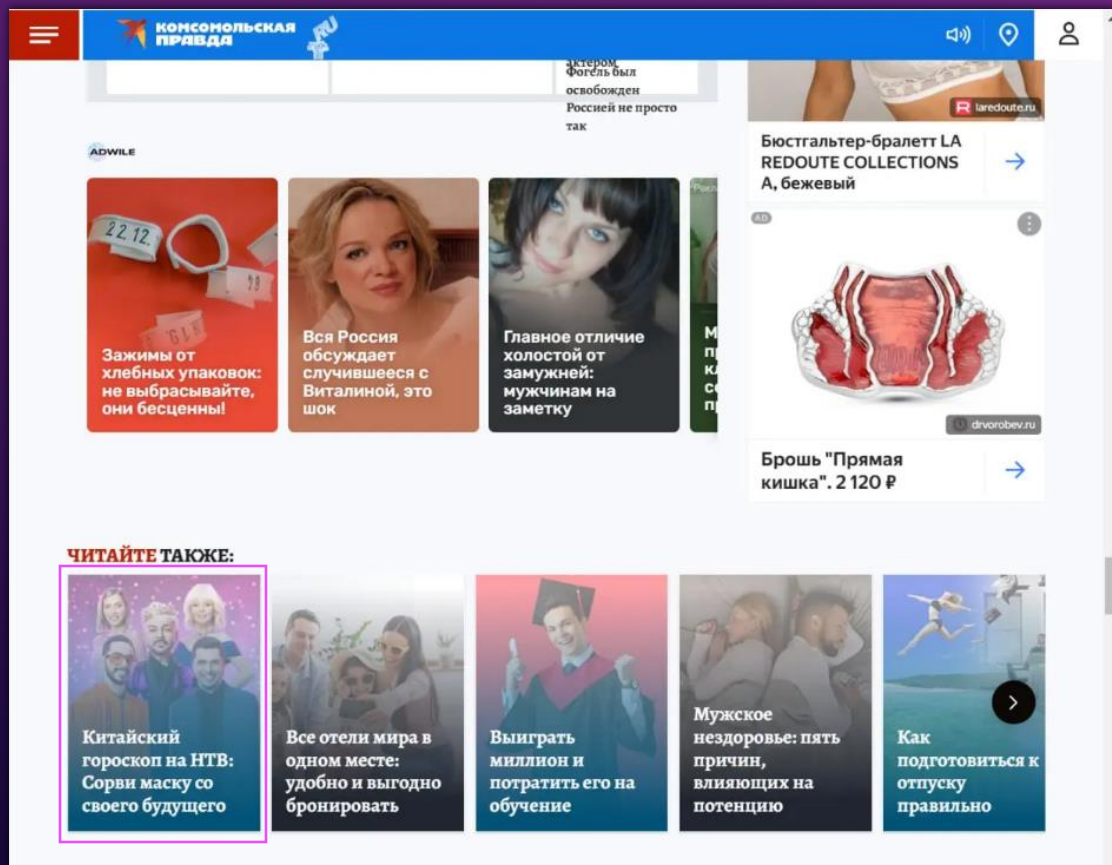 КОМСОМОЛЬСКАЯ
ПРАВДА
.RU
актером
Фогель был
освобожден
Россией не просто
так
ADWILE
laredoute.ru
Бюстгальтер-бралетт LA
REDOUTE COLLECTIONS
A, бежевый
AD
drvorobev.ru
Брошь "Прямая
кишка". 2 120 ₽
22.12.
Зажимы от
хлебных упаковок:
не выбрасывайте,
они бесценны!
Вся Россия
обсуждает
случившееся с
Виталиной, это
шок
Главное отличие
холостой от
замужней:
мужчинам на
заметку
ЧИТАЙТЕ ТАКЖЕ:
Китайский
гороскоп на НТВ:
Сорви маску со
своего будущего
Все отели мира в
одном месте:
удобно и выгодно
бронировать
Выиграть
миллион и
потратить его на
обучение
Мужское
нездоровье: пять
причин,
влияющих на
потенцию
Как
подготовиться к
отпуску
правильно